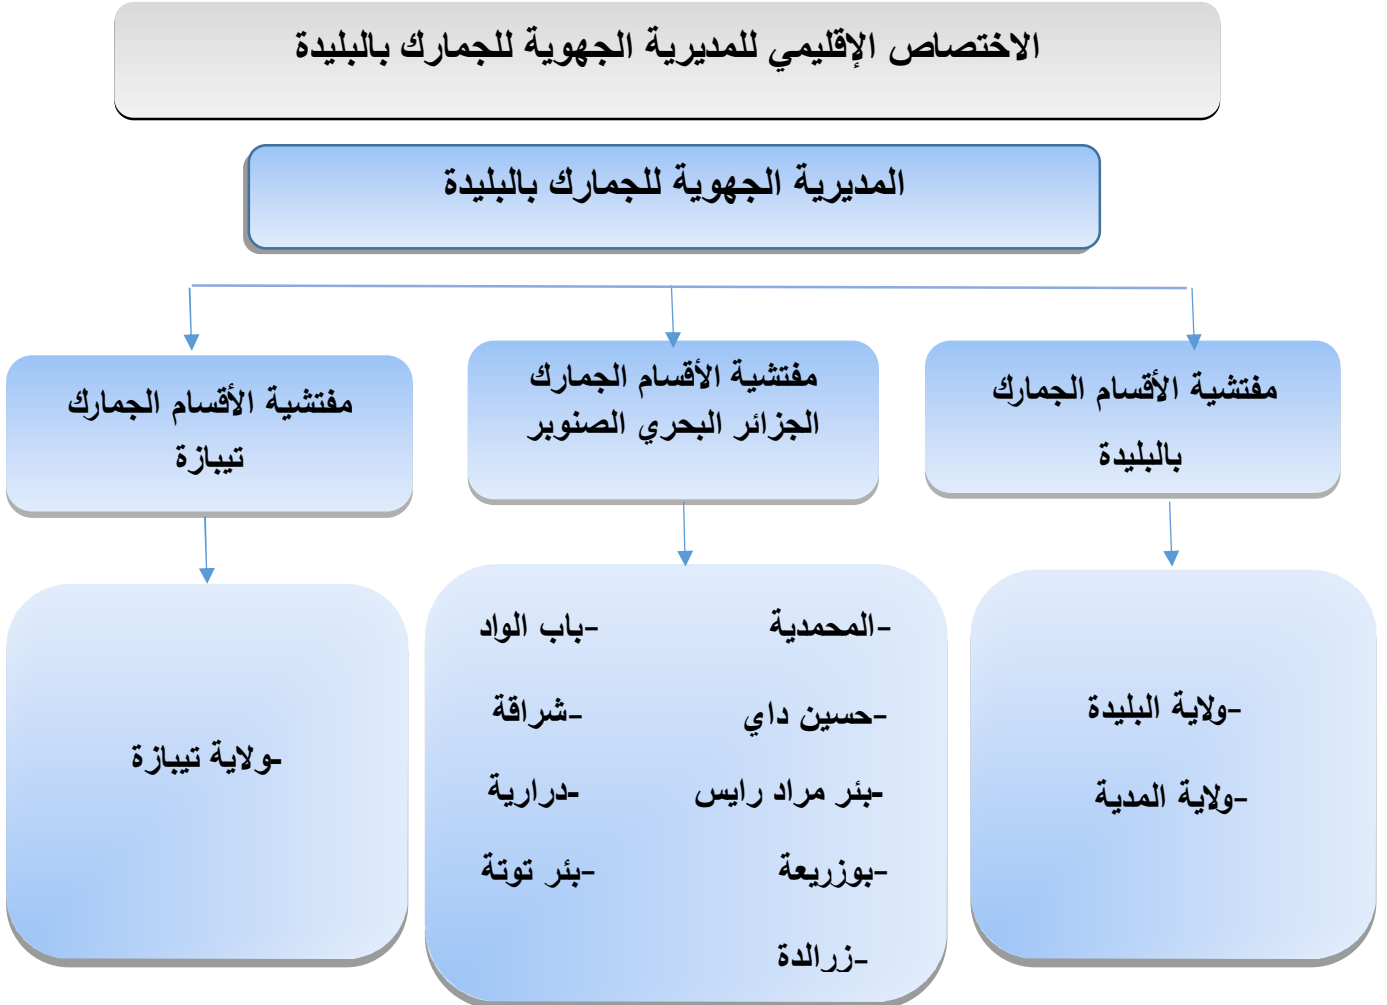 الاختصاص الإقليمي للمديرية الجهوية للجمارك بالبليدة
المديرية الجهوية للجمارك بالبليدة
مفتشية الأقسام الجمارك
بالبليدة
مفتشية الأقسام الجمارك
الجزائر البحري الصنوبر
مفتشية الأقسام الجمارك
تيبازة
-ولاية البليدة
-ولاية المدية
-المحمدية
-باب الواد
-حسين داي
-شراقة
-بئر مراد رايس
-درارية
-بوزريعة
-بئر توتة
-زرالدة
-ولاية تيبازة